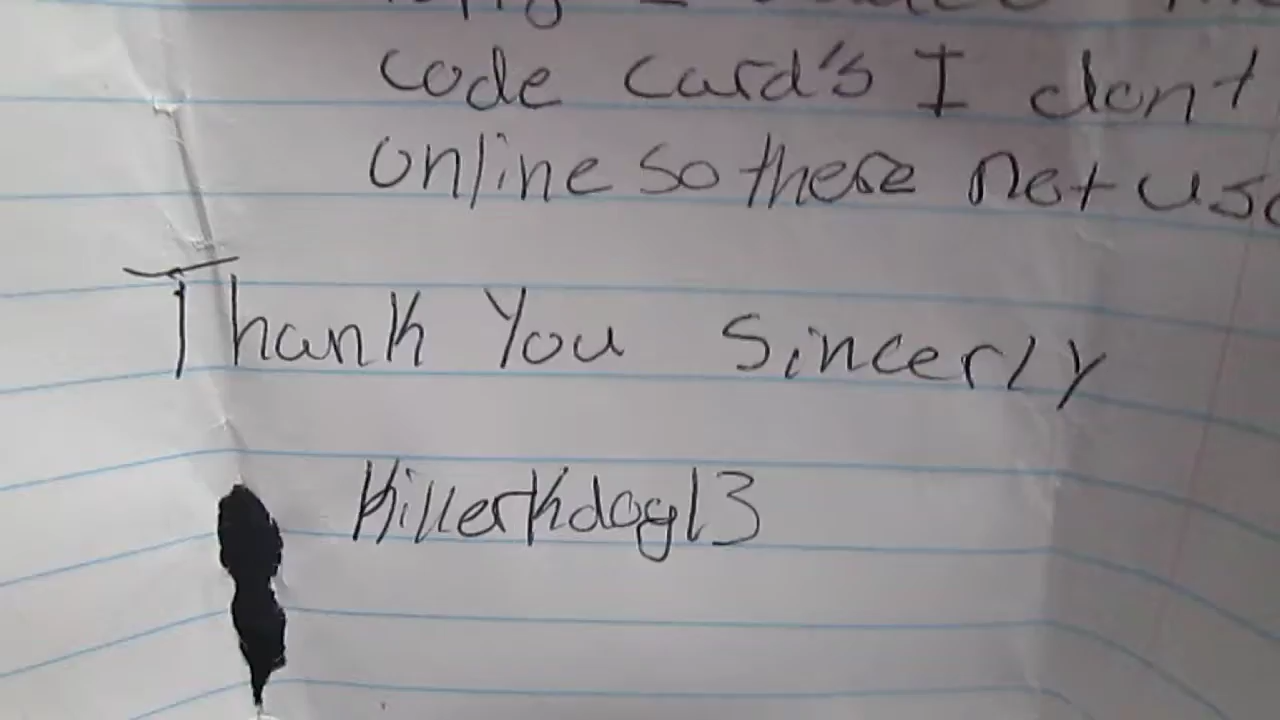 code card's I dont
online so there not
Thank You Sincerly
Killerkdog13